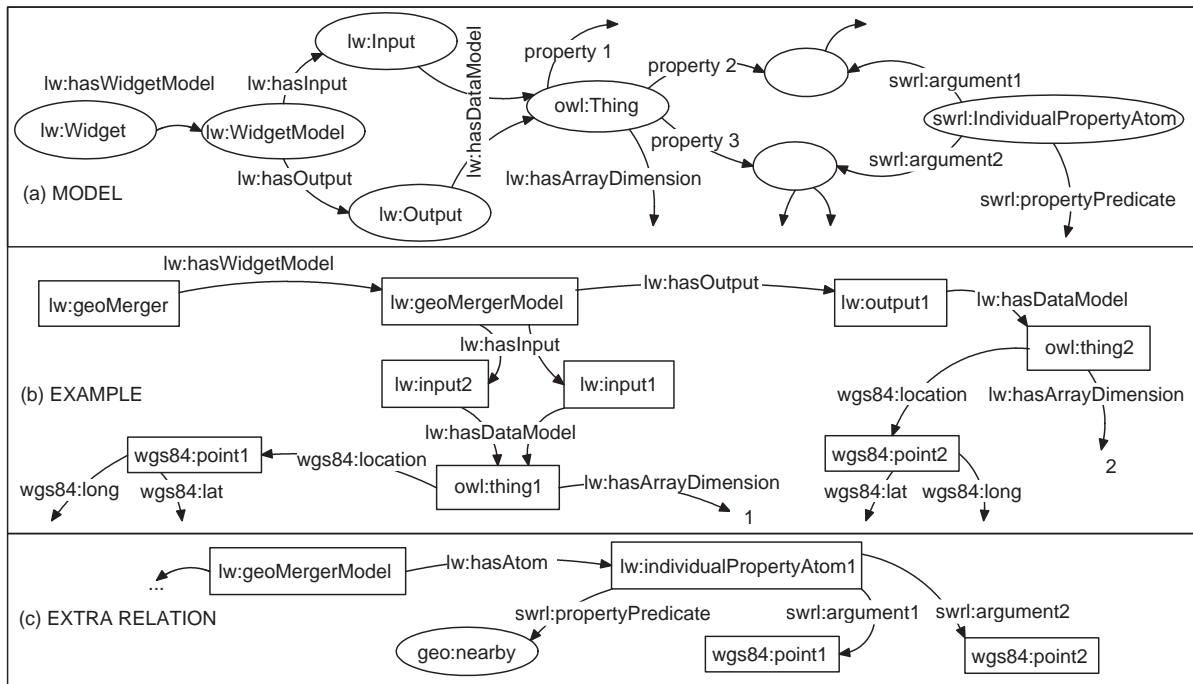 lw:Input
property 1
lw:hasDataModel
property 2
lw:hasWidgetModel
lw:hasInput
swrl:argument1
owl:Thing
lw:Widget
lw:WidgetModel
swrl:IndividualPropertyAtom
property 3
swrl:argument2
lw:hasOutput
lw:hasArrayDimension
(a) MODEL
lw:Output
swrl:propertyPredicate
lw:hasWidgetModel
lw:geoMerger
lw:geoMergerModel
lw:hasOutput
lw:output1
lw:hasDataModel
lw:hasInput
owl:thing2
lw:input2
lw:input1
(b) EXAMPLE
wgs84:location
lw:hasArrayDimension
lw:hasDataModel
wgs84:point1
wgs84:location
wgs84:point2
2
wgs84:long
wgs84:lat
owl:thing1
lw:hasArrayDimension
wgs84:lat
wgs84:long
1
lw:geoMergerModel
lw:hasAtom
lw:individualPropertyAtom1
...
(c) EXTRA RELATION
swrl:propertyPredicate
swrl:argument1
swrl:argument2
geo:nearby
wgs84:point1
wgs84:point2